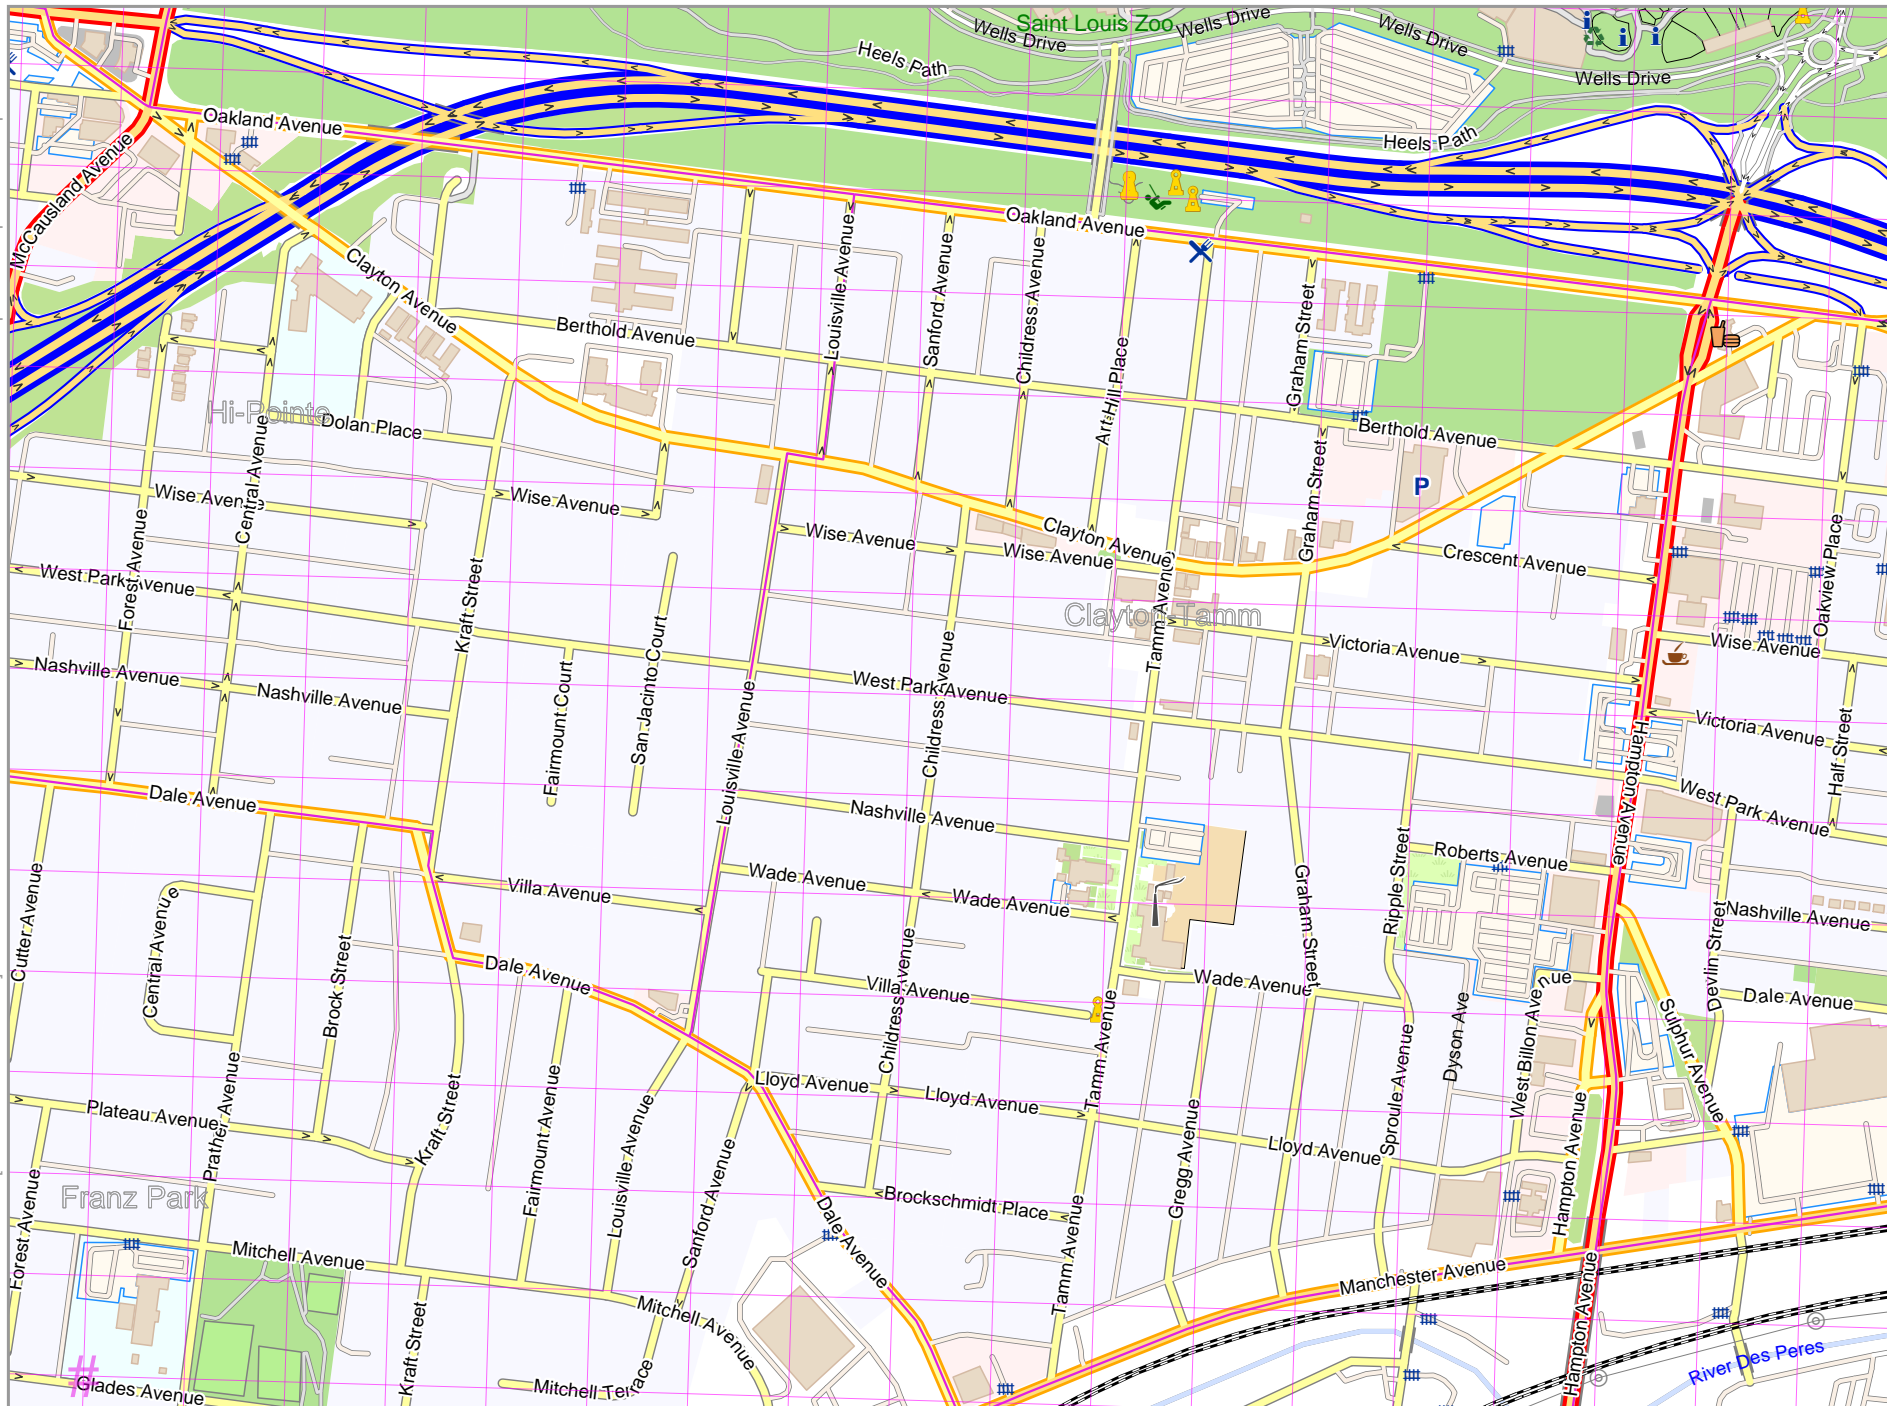 Saint Louis Zoo
Wells Drive
Wells Drive
Wells Drive
Wells Drive
Heels Path
Heels Path
Oakland Avenue
Oakland Avenue
McCausland Avenue
Clayton Avenue
Berthold Avenue
Louisville Avenue
Sanford Avenue
Childress Avenue
Arts Hill Place
Graham Street
Berthold Avenue
Hi-Pointe
Dolan Place
Central Avenue
Wise Avenue
Wise Avenue
Wise Avenue
Wise Avenue
Clayton Avenue
Graham Street
P
Crescent Avenue
Oakview Place
Forest Avenue
West Park Avenue
Kraft Street
Clayton-Tamm
Tamm Avenue
Victoria Avenue
Wise Avenue
Nashville Avenue
Nashville Avenue
Fairmount Court
San Jacinto Court
Louisville Avenue
Childress Avenue
West Park Avenue
Victoria Avenue
Half Street
Hampton Avenue
West Park Avenue
Dale Avenue
Nashville Avenue
Roberts Avenue
Ripple Street
Cutter Avenue
Central Avenue
Brook Street
Villa Avenue
Wade Avenue
Wade Avenue
Graham Street
Nashville Avenue
Devlin Street
Dale Avenue
Villa Avenue
Childress Avenue
Wade Avenue
nue
Dale Avenue
Sulphur Avenue
Dyson Ave
West Billon Ave
Tamm Avenue
Lloyd Avenue
Lloyd Avenue
Lloyd Avenue
Sproule Avenue
Plateau Avenue
Prather Avenue
Kraft Street
Fairmount Avenue
Louisville Avenue
Sanford Avenue
Gregg Avenue
Hampton Avenue
Franz Park
Forest Avenue
Brockschmidt Place
Dale Avenue
Tamm Avenue
Mitchell Avenue
Mitchell Avenue
Manchester Avenue
Hampton Avenue
Kraft Street
Mitchell Terrace
River Des Peres
#
Glades Avenue